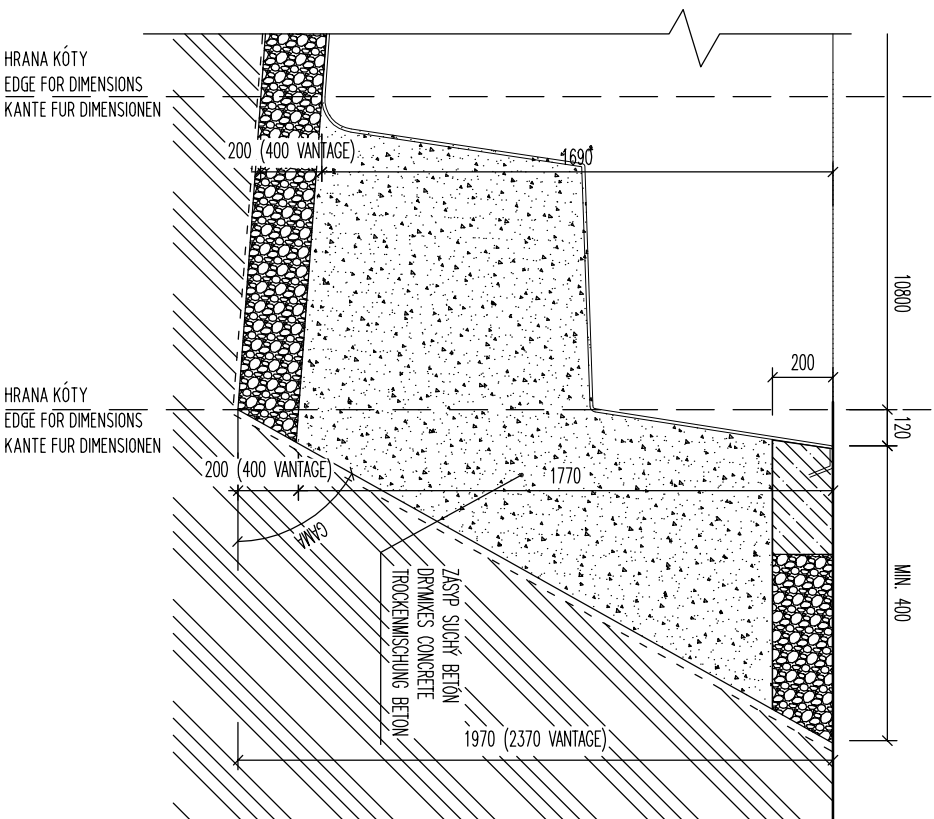 HRANA KÓTY
EDGE FOR DIMENSIONS
KANTE FUR DIMENSIONEN
200 (400 VANTAGE)
1690
10800
200
HRANA KÓTY
EDGE FOR DIMENSIONS
KANTE FUR DIMENSIONEN
120
200 (400 VANTAGE)
1770
GAMA
MIN. 400
ZÁSYP SUCHÝ BETÓN
DRYMIXES CONCRETE
TROCKENMISCHUNG BETON
1970 (2370 VANTAGE)